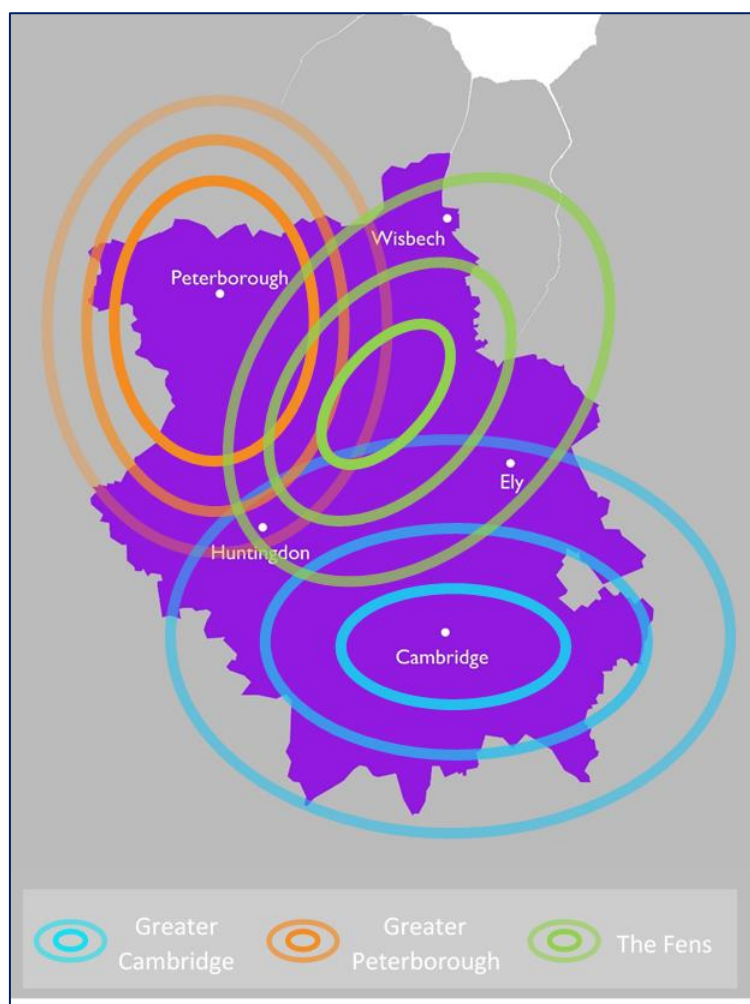 Wisbech
Peterborough
Ely
Huntingdon
Cambridge
Greater
Cambridge
Greater
Peterborough
The Fens